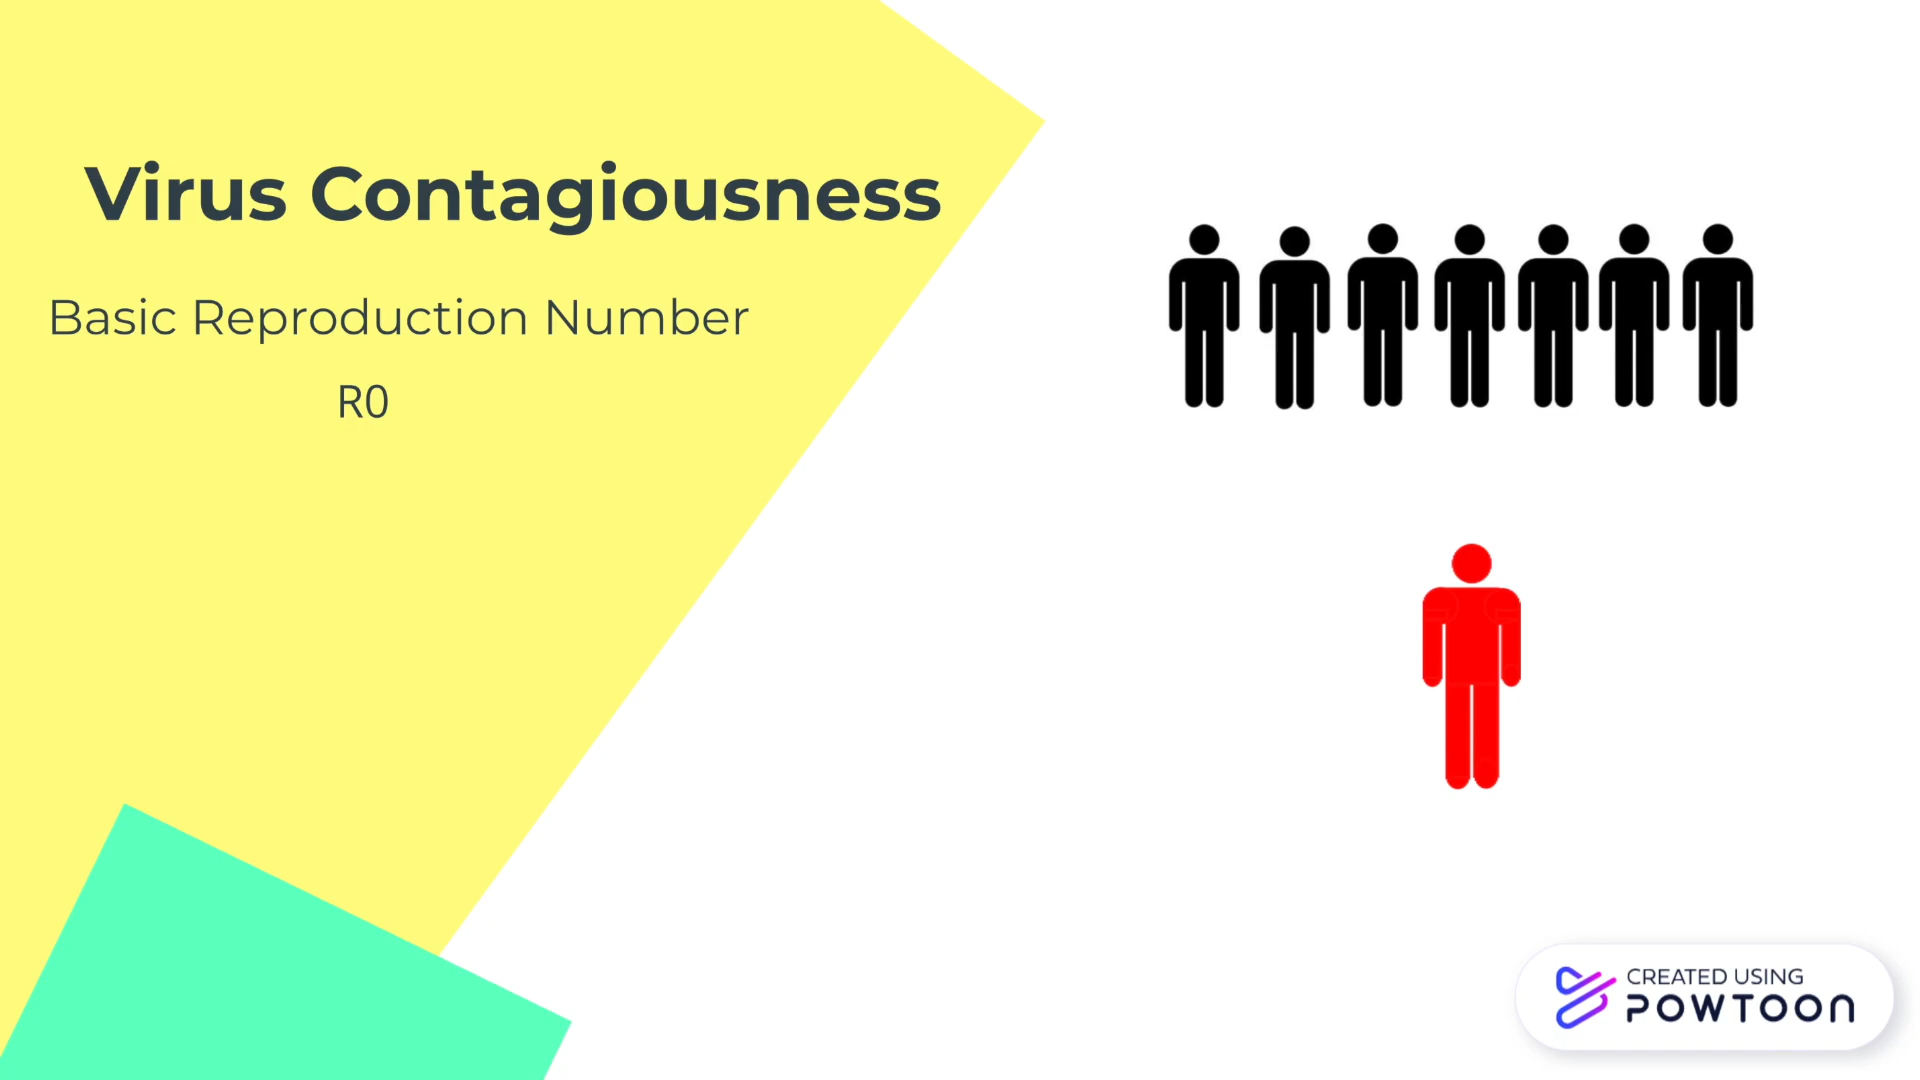 Virus Contagiousness
Basic Reproduction Number
R0
CREATED USING
POWTOON